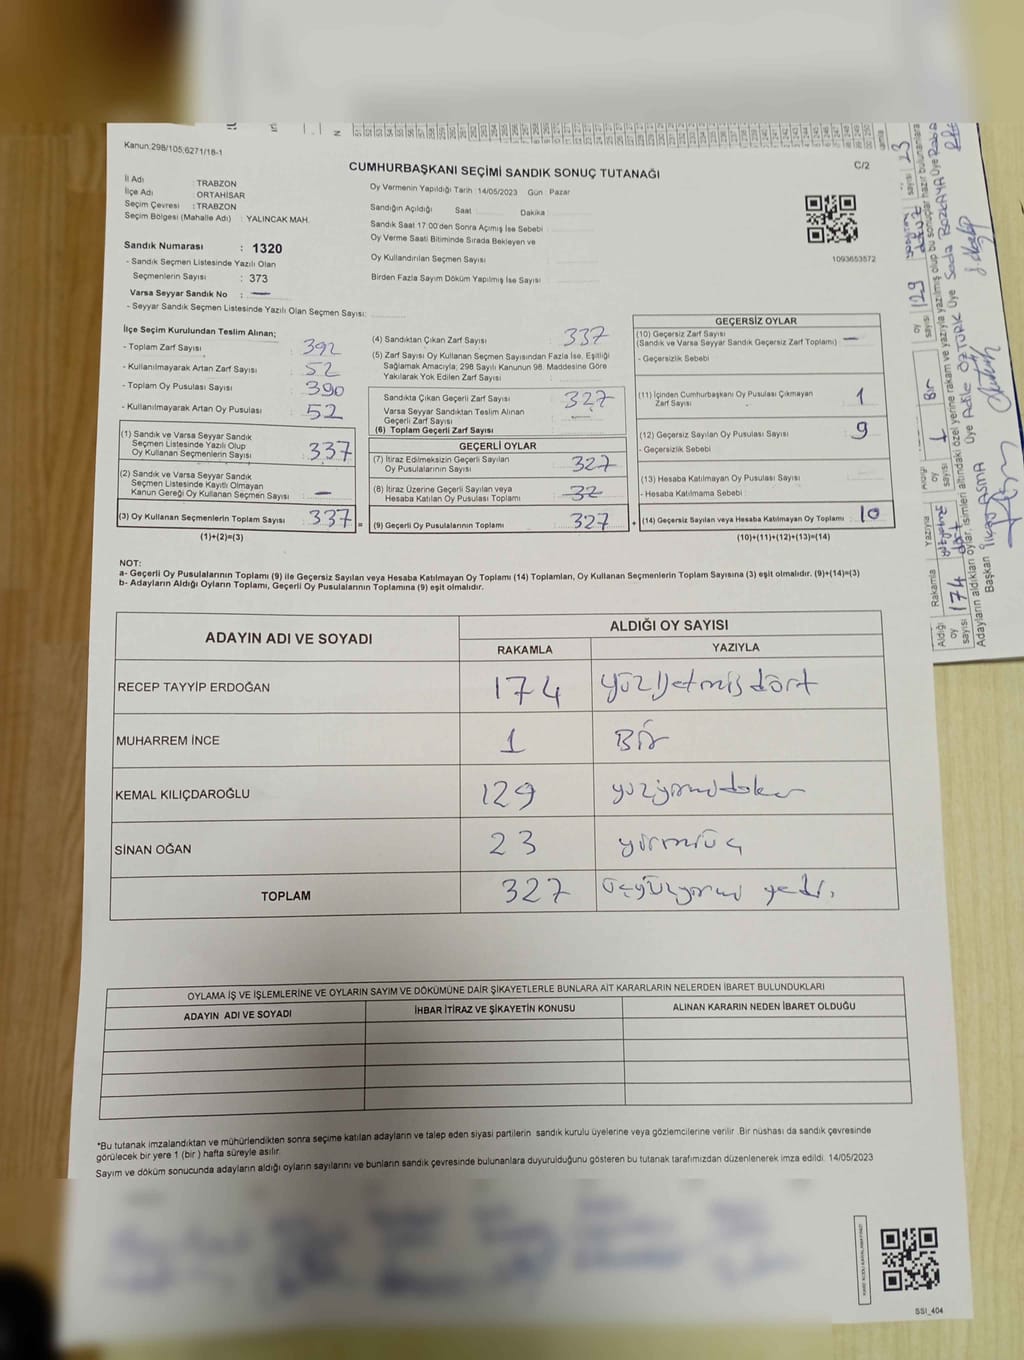 Kanun:298/105,6271/18-1
C/2
CUMHURBAŞKANI SEÇİMİ SANDIK SONUÇ TUTANAĞI
İl Adı : TRABZON
İlçe Adı : ORTAHİSAR
Seçim Çevresi : TRABZON
Seçim Bölgesi (Mahalle Adı) : YALINCAK MAH.
Sandık Numarası : 1320
- Sandık Seçmen Listesinde Yazılı Olan
Seçmenlerin Sayısı : 373
Varsa Seyyar Sandık No : —
- Seyyar Sandık Seçmen Listesinde Yazılı Olan Seçmen Sayısı:
Oy Vermenin Yapıldığı Tarih :14/05/2023 Gün : Pazar
Sandığın Açıldığı Saat Dakika
Sandık Saat 17:00'den Sonra Açılmış İse Sebebi
Oy Verme Saati Bitiminde Sırada Bekleyen ve
Oy Kullandırılan Seçmen Sayısı
Birden Fazla Sayım Döküm Yapılmış İse Sayısı
1093653572
İlçe Seçim Kurulundan Teslim Alınan;
- Toplam Zarf Sayısı : 392
- Kullanılmayarak Artan Zarf Sayısı : 52
- Toplam Oy Pusulası Sayısı : 390
- Kullanılmayarak Artan Oy Pusulası : 52
(1) Sandık ve Varsa Seyyar Sandık
Seçmen Listesinde Yazılı Olup
Oy Kullanan Seçmenlerin Sayısı : 337
(2) Sandık ve Varsa Seyyar Sandık
Seçmen Listesinde Kayıtlı Olmayan
Kanun Gereği Oy Kullanan Seçmen Sayısı : —
(3) Oy Kullanan Seçmenlerin Toplam Sayısı : 337 =
(1)+(2)=(3)
(4) Sandıktan Çıkan Zarf Sayısı : 337
(5) Zarf Sayısı Oy Kullanan Seçmen Sayısından Fazla İse, Eşitliği
Sağlamak Amacıyla; 298 Sayılı Kanunun 98. Maddesine Göre
Yakılarak Yok Edilen Zarf Sayısı
Sandıkta Çıkan Geçerli Zarf Sayısı : 327
Varsa Seyyar Sandıktan Teslim Alınan
Geçerli Zarf Sayısı
(6) Toplam Geçerli Zarf Sayısı
GEÇERLİ OYLAR
(7) İtiraz Edilmeksizin Geçerli Sayılan
Oy Pusulalarının Sayısı : 327
(8) İtiraz Üzerine Geçerli Sayılan veya
Hesaba Katılan Oy Pusulası Toplamı : 32
(9) Geçerli Oy Pusulalarının Toplamı : 327 +
GEÇERSİZ OYLAR
(10) Geçersiz Zarf Sayısı
(Sandık ve Varsa Seyyar Sandık Geçersiz Zarf Toplamı) : —
- Geçersizlik Sebebi
(11) İçinden Cumhurbaşkanı Oy Pusulası Çıkmayan
Zarf Sayısı : 1
(12) Geçersiz Sayılan Oy Pusulası Sayısı : 9
- Geçersizlik Sebebi
(13) Hesaba Katılmayan Oy Pusulası Sayısı
- Hesaba Katılmama Sebebi
(14) Geçersiz Sayılan veya Hesaba Katılmayan Oy Toplamı : 10
(10)+(11)+(12)+(13)=(14)
NOT:
a- Geçerli Oy Pusulalarının Toplamı (9) ile Geçersiz Sayılan veya Hesaba Katılmayan Oy Toplamı (14) Toplamları, Oy Kullanan Seçmenlerin Toplam Sayısına (3) eşit olmalıdır. (9)+(14)=(3)
b- Adayların Aldığı Oyların Toplamı, Geçerli Oy Pusulalarının Toplamına (9) eşit olmalıdır.
ADAYIN ADI VE SOYADI ALDIĞI OY SAYISI
RAKAMLA YAZIYLA
RECEP TAYYİP ERDOĞAN 174 yüzyetmişdört
MUHARREM İNCE 1 Bir
KEMAL KILIÇDAROĞLU 129 yüzyirmidokuz
SİNAN OĞAN 23 yirmiüç
TOPLAM 327 üçyüzyirmi yedi.
OYLAMA İŞ VE İŞLEMLERİNE VE OYLARIN SAYIM VE DÖKÜMÜNE DAİR ŞİKAYETLERLE BUNLARA AİT KARARLARIN NELERDEN İBARET BULUNDUKLARI
ADAYIN ADI VE SOYADI İHBAR İTİRAZ VE ŞİKAYETİN KONUSU ALINAN KARARIN NEDEN İBARET OLDUĞU
*Bu tutanak imzalandıktan ve mühürlendikten sonra seçime katılan adayların ve talep eden siyasi partilerin sandık kurulu üyelerine veya gözlemcilerine verilir .Bir nüshası da sandık çevresinde
görülecek bir yere 1 (bir ) hafta süreyle asılır.
Sayım ve döküm sonucunda adayların aldığı oyların sayılarını ve bunların sandık çevresinde bulunanlara duyurulduğunu gösteren bu tutanak tarafımızdan düzenlenerek imza edildi. 14/05/2023
SSI_404
Aldığı oy sayısı Rakamla 174 Yazıyla yüzyetmiş dört
Aldığı oy sayısı 1 Bir
oy sayısı 129
sayısı 23
Adayların aldıkları oylar, isimleri altındaki özel yerine rakam ve yazıyla yazılmış olup bu sonuçlar hazır bulunanlara
Başkan İlkay ASMA Üye Adile ÖZTÜRK Üye Seda BOZKAYA Üye